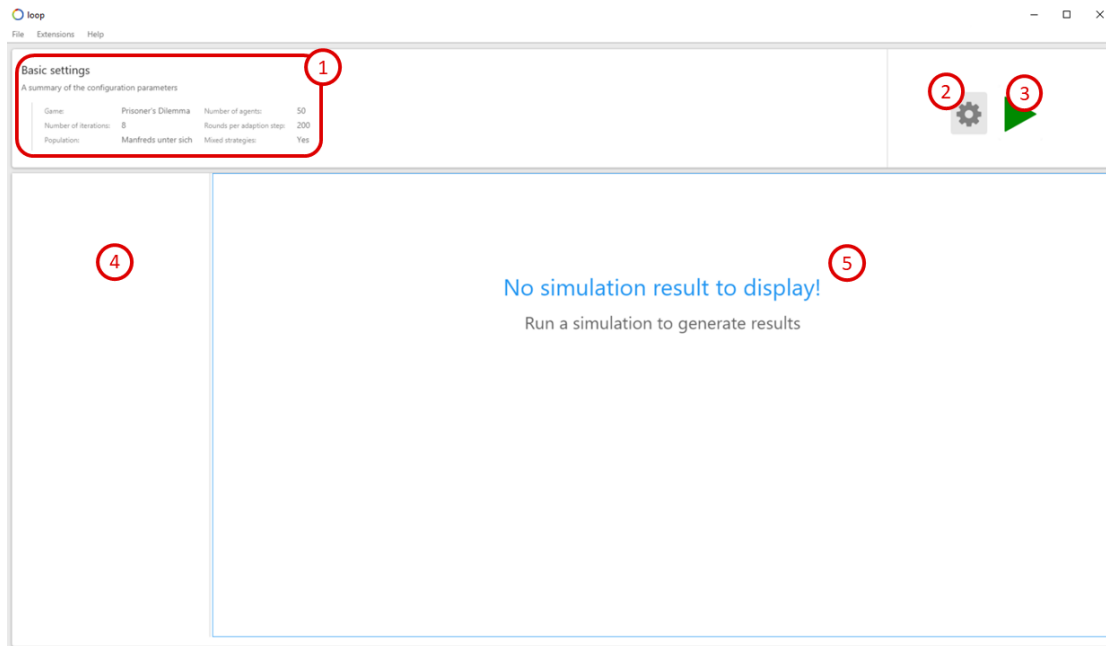 loop
File Extensions Help
Basic settings
1
A summary of the configuration parameters
2
3
Game: Prisoner's Dilemma Number of agents: 50
Number of iterations: 8 Rounds per adaption step: 200
Population: Manfreds unter sich Mixed strategies: Yes
4
5
No simulation result to display!
Run a simulation to generate results